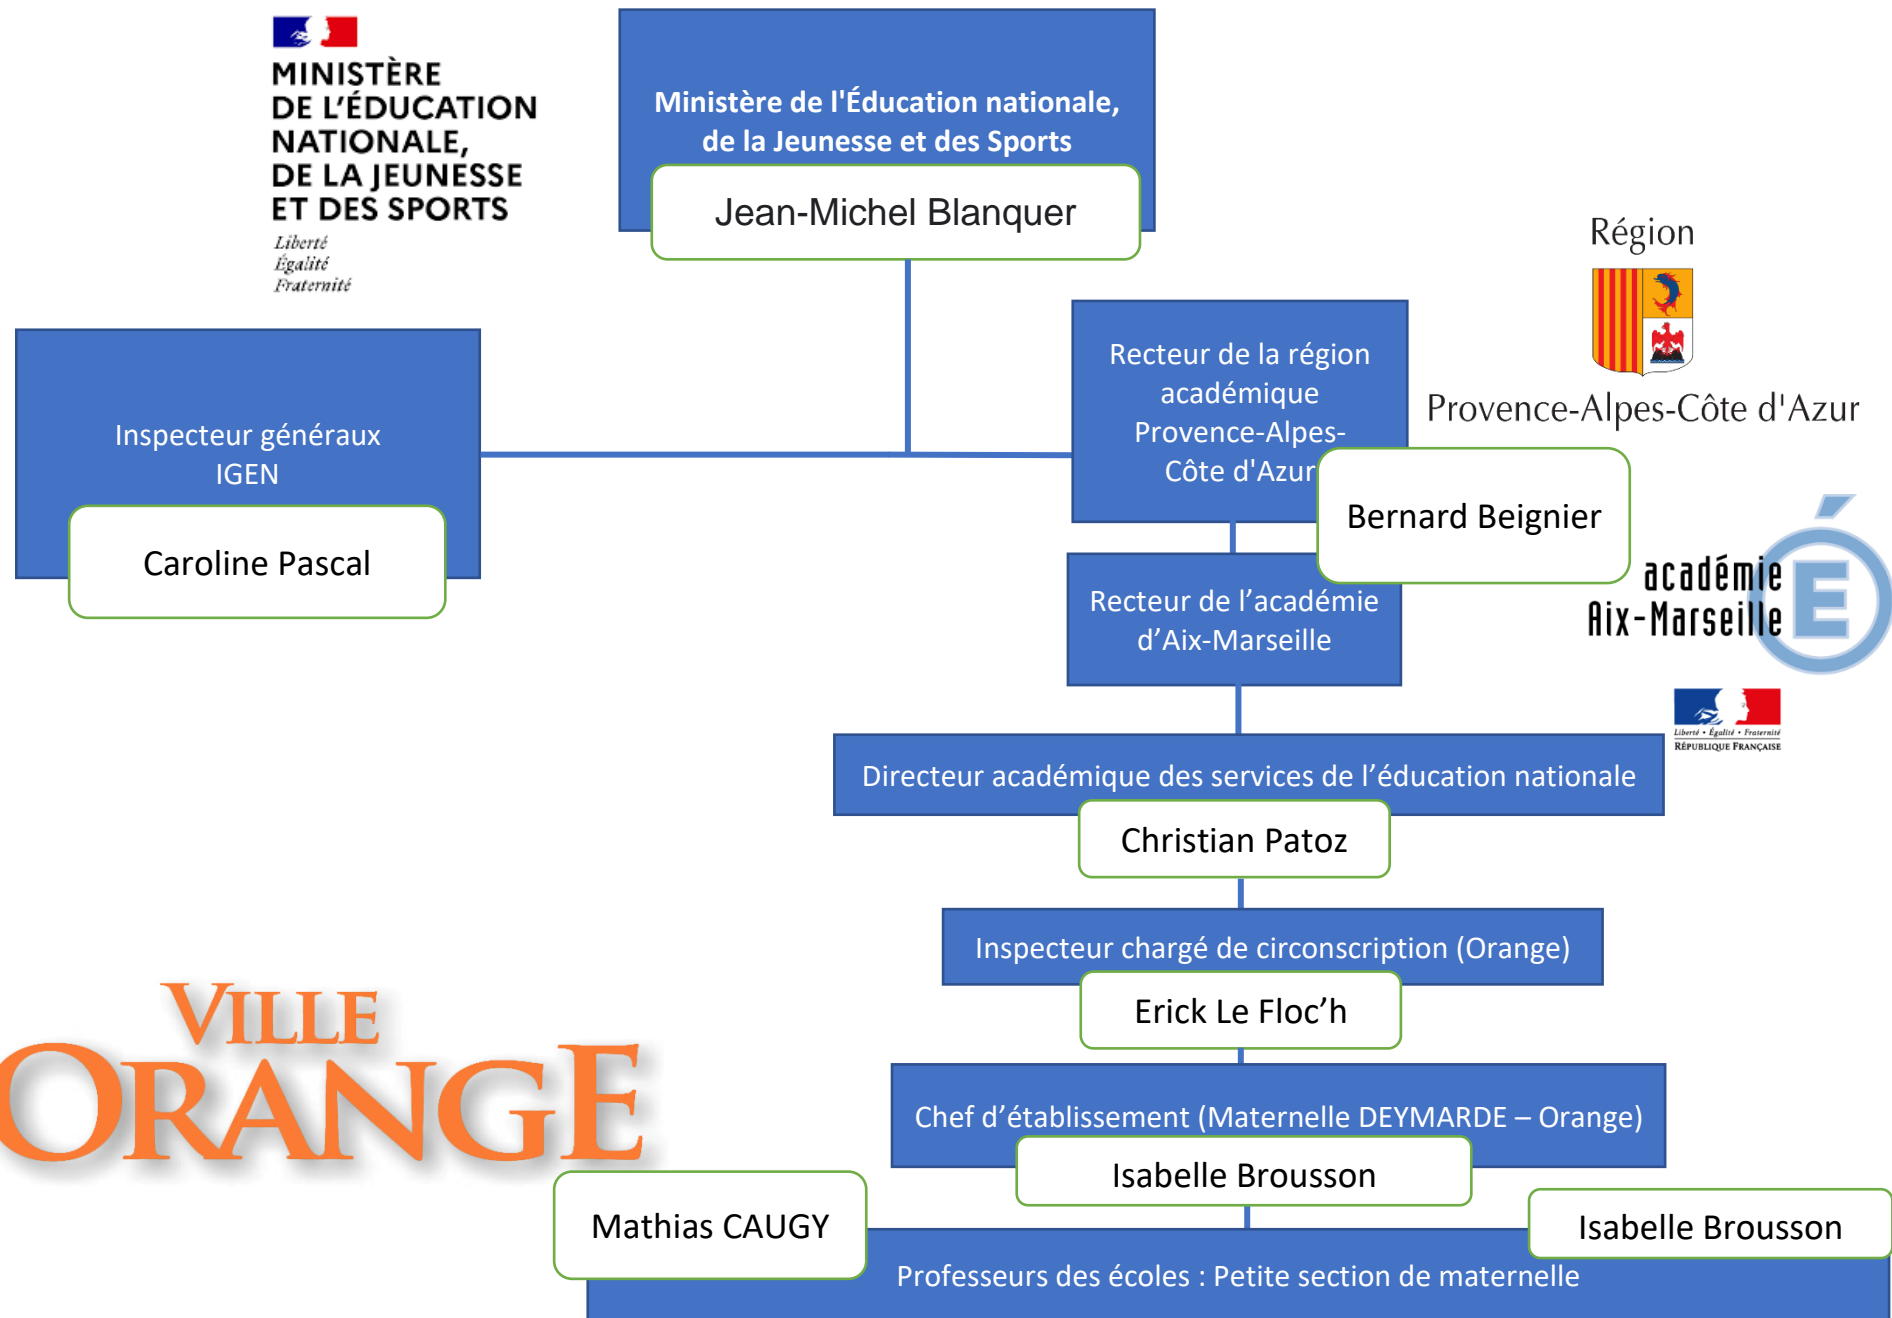 MINISTÈRE
DE L'ÉDUCATION
NATIONALE,
DE LA JEUNESSE
ET DES SPORTS
Liberté
Égalité
Fraternité
Ministère de l'Éducation nationale,
de la Jeunesse et des Sports
Jean-Michel Blanquer
Région
Provence-Alpes-Côte d'Azur
Inspecteur généraux
IGEN
Caroline Pascal
Recteur de la région
académique
Provence-Alpes-
Côte d'Azur
Bernard Beignier
académie
Aix-Marseille
É
Liberté • Égalité • Fraternité
RÉPUBLIQUE FRANÇAISE
Recteur de l’académie
d’Aix-Marseille
Directeur académique des services de l’éducation nationale
Christian Patoz
Inspecteur chargé de circonscription (Orange)
Erick Le Floc’h
VILLE
ORANGE
Chef d’établissement (Maternelle DEYMARDE – Orange)
Isabelle Brousson
Mathias CAUGY
Isabelle Brousson
Professeurs des écoles : Petite section de maternelle